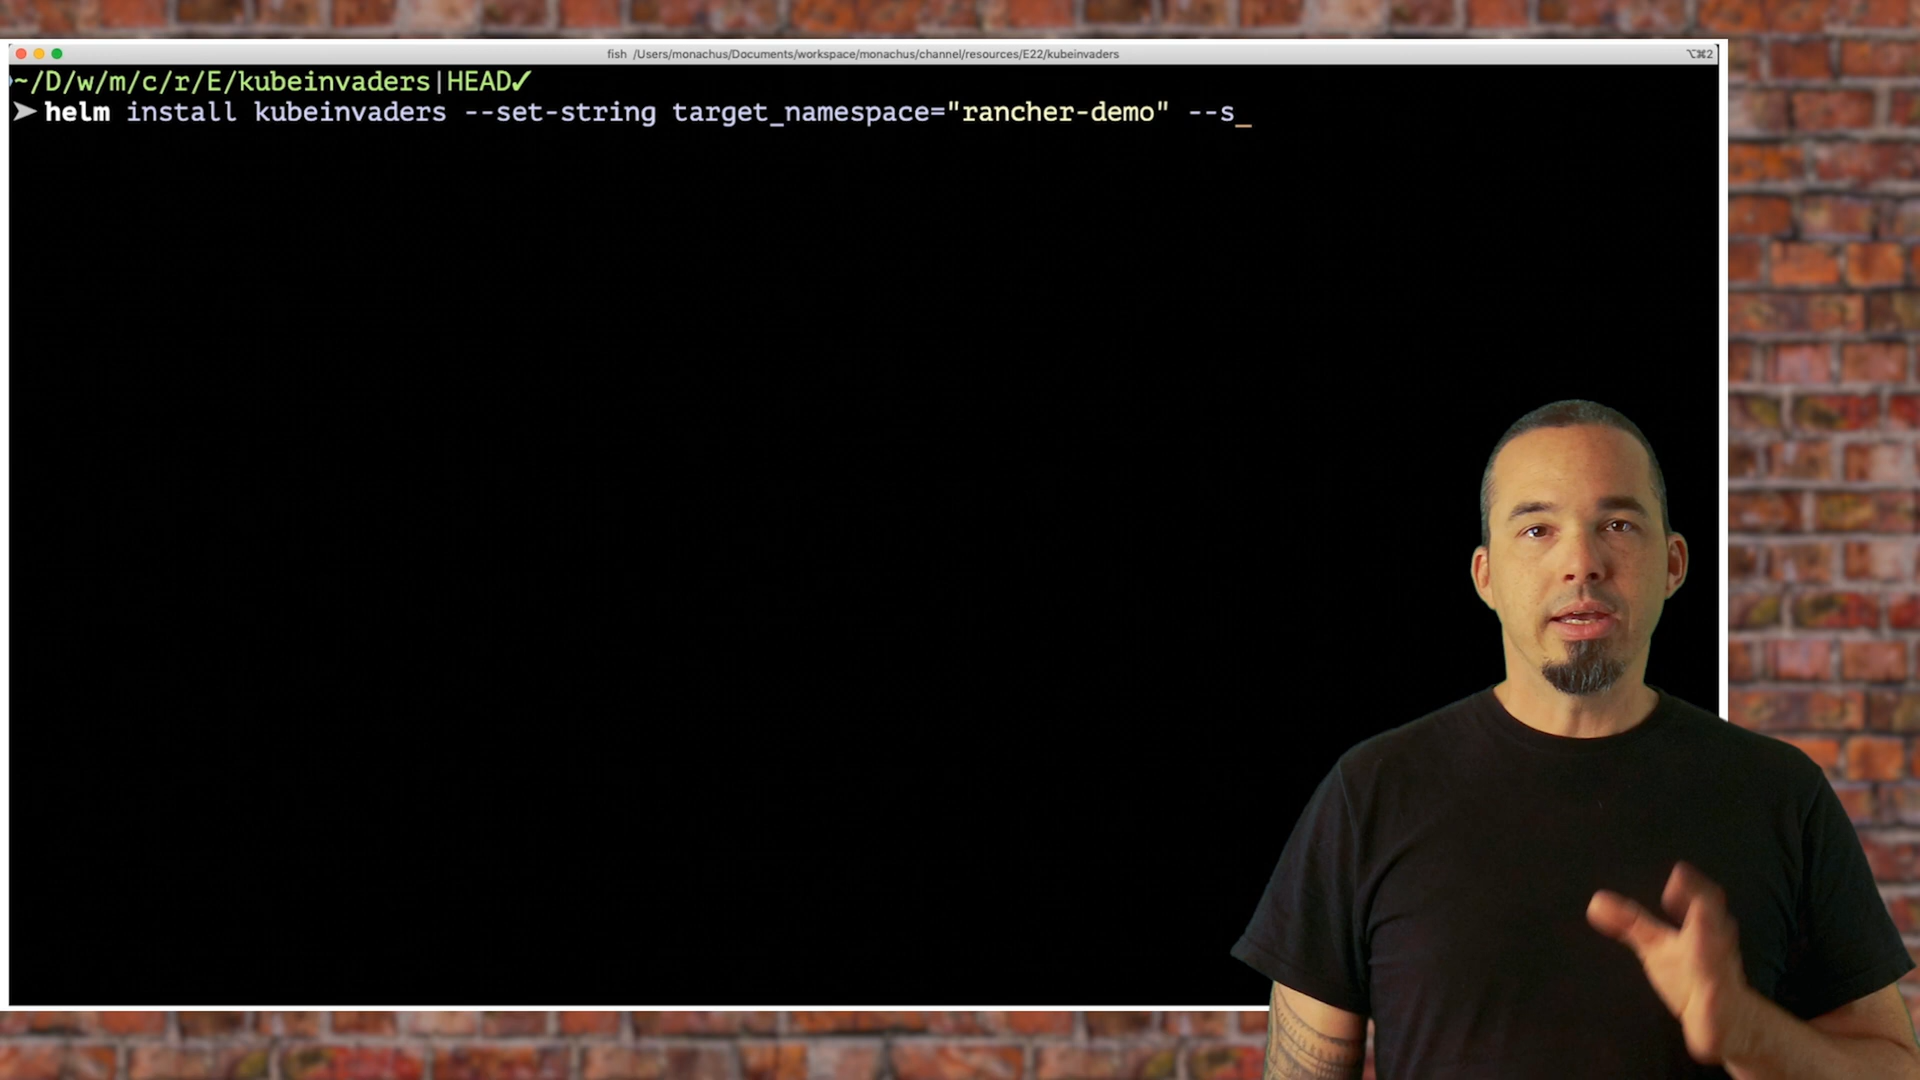 fish /Users/monachus/Documents/workspace/monachus/channel/resources/E22/kubeinvaders
⌥⌘2
~/D/w/m/c/r/E/kubeinvaders|HEAD✓
➤ helm install kubeinvaders --set-string target_namespace="rancher-demo" --s_